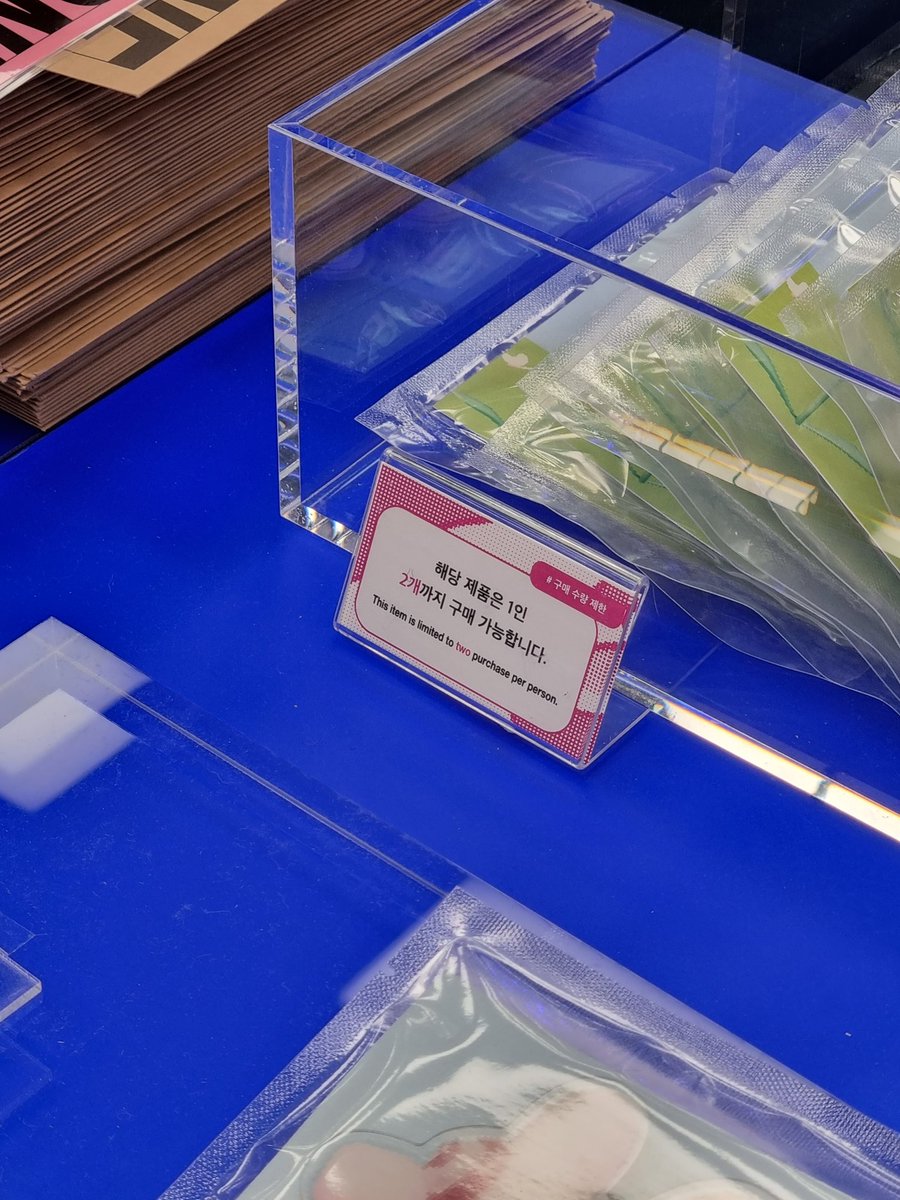 # 구매 수량 제한
해당 제품은 1인
2개까지 구매 가능합니다.
This item is limited to two purchase per person.